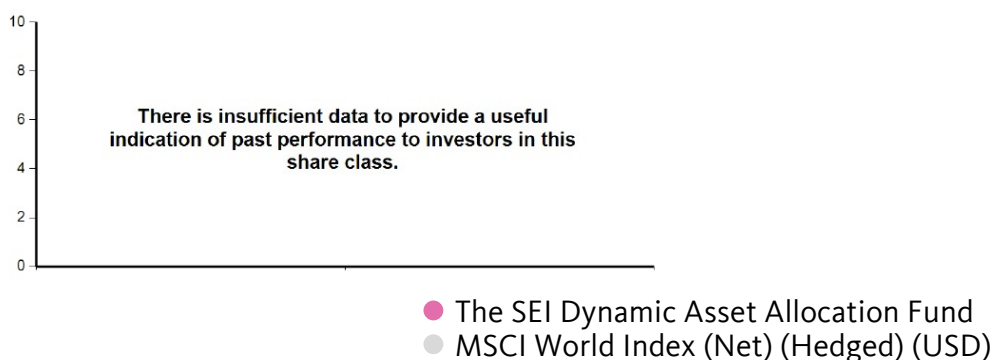 10
8
6
4
2
0
There is insufficient data to provide a useful
indication of past performance to investors in this
share class.
The SEI Dynamic Asset Allocation Fund
MSCI World Index (Net) (Hedged) (USD)